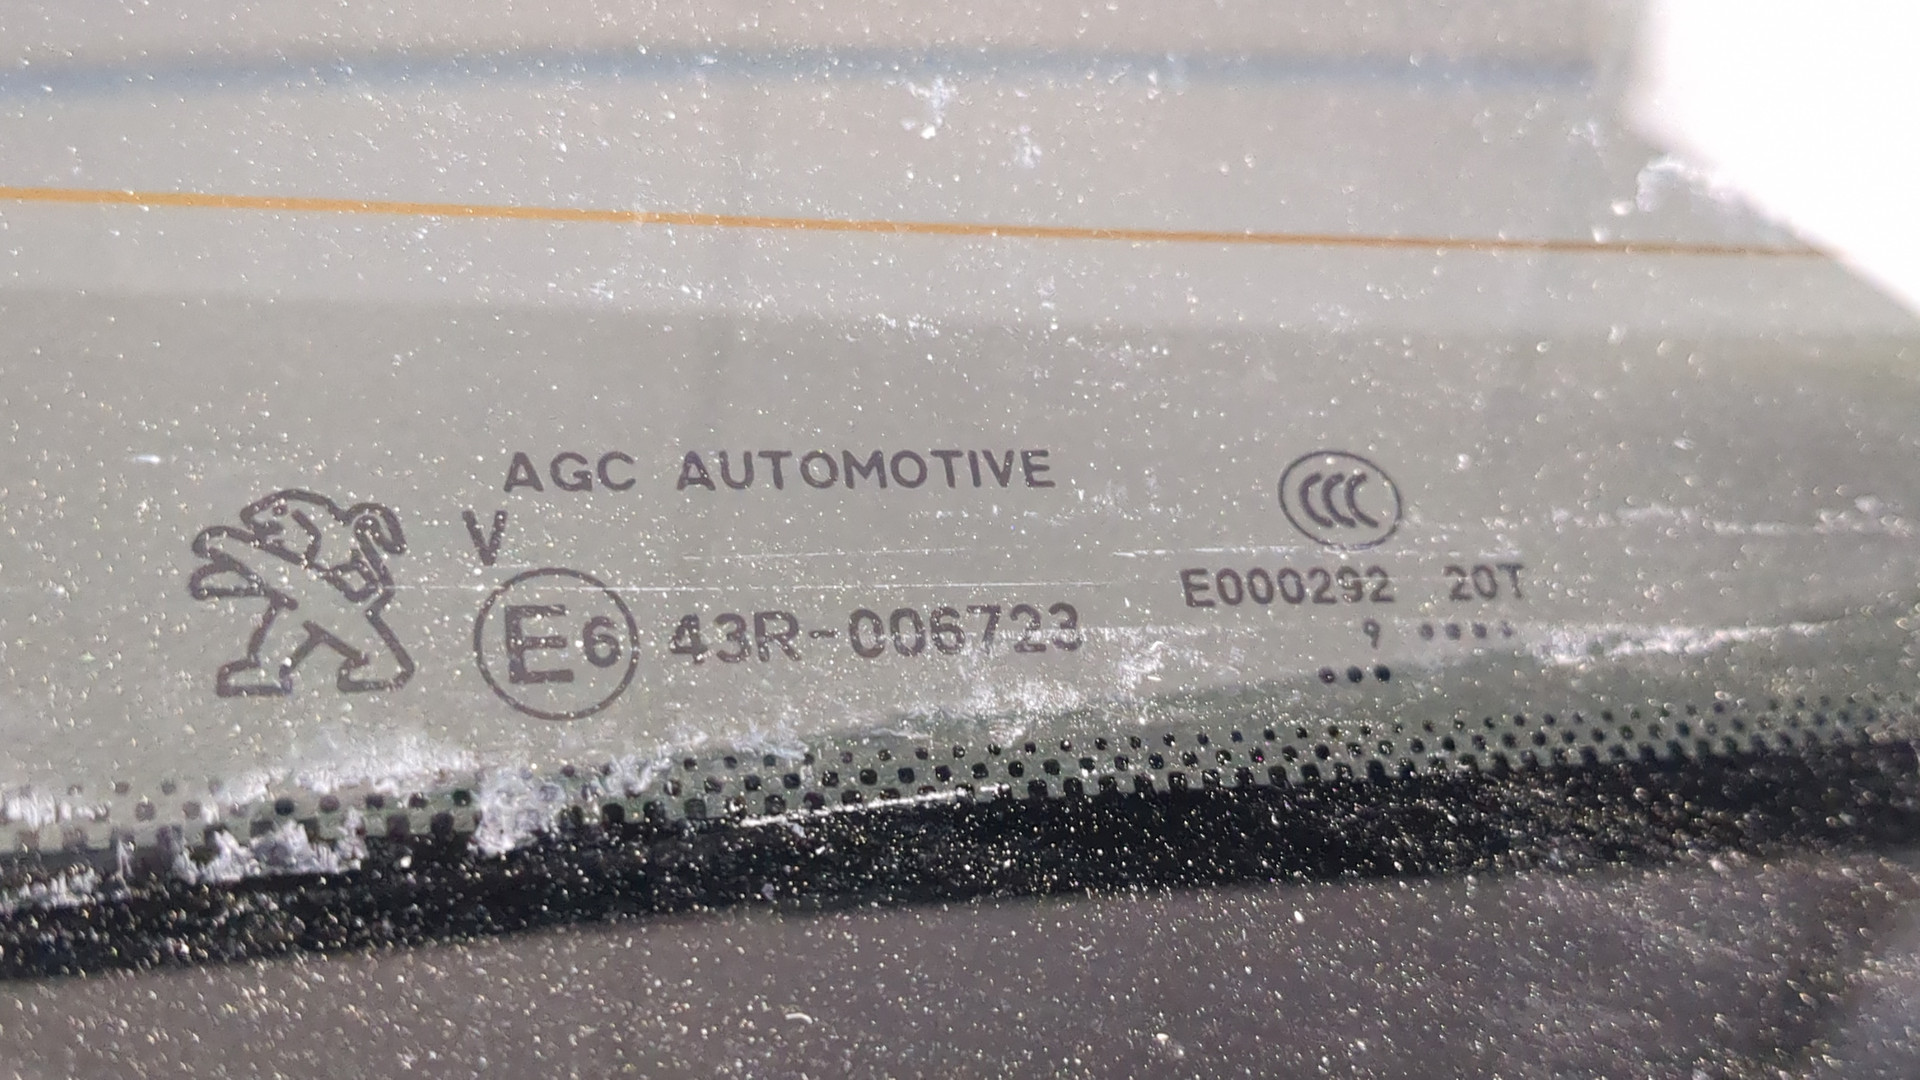 AGC AUTOMOTIVE
V
E6 43R-006723
CCC
E000292 20T
9 ••••
•••